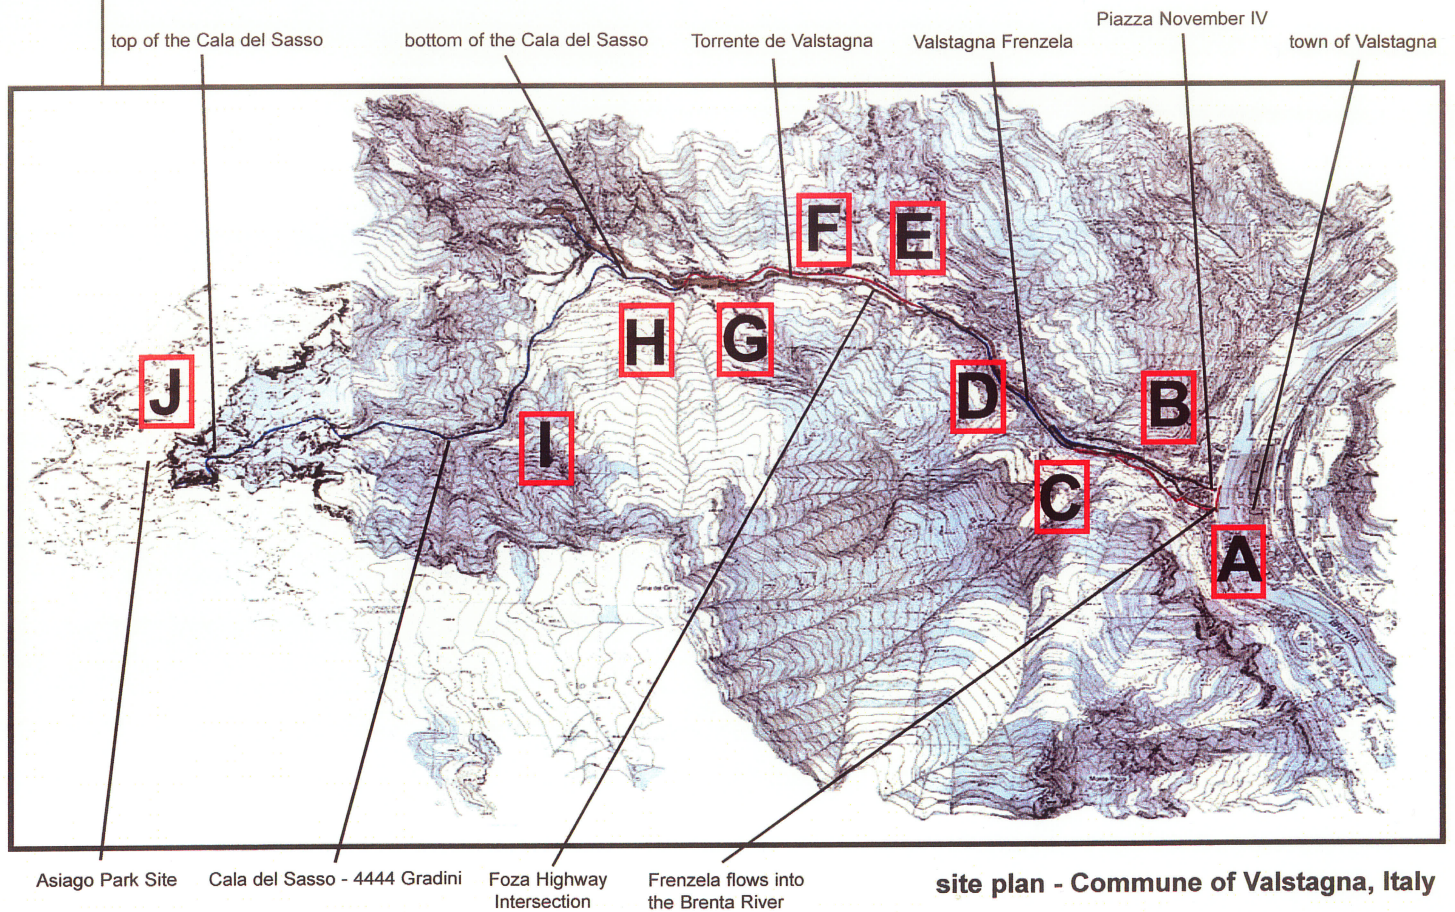 Piazza November IV
top of the Cala del Sasso
bottom of the Cala del Sasso
Torrente de Valstagna
Valstagna Frenzela
town of Valstagna
F
E
H
G
J
D
B
I
C
A
BRENTA
Asiago Park Site
Cala del Sasso - 4444 Gradini
Foza Highway
Intersection
Frenzela flows into
the Brenta River
site plan - Commune of Valstagna, Italy